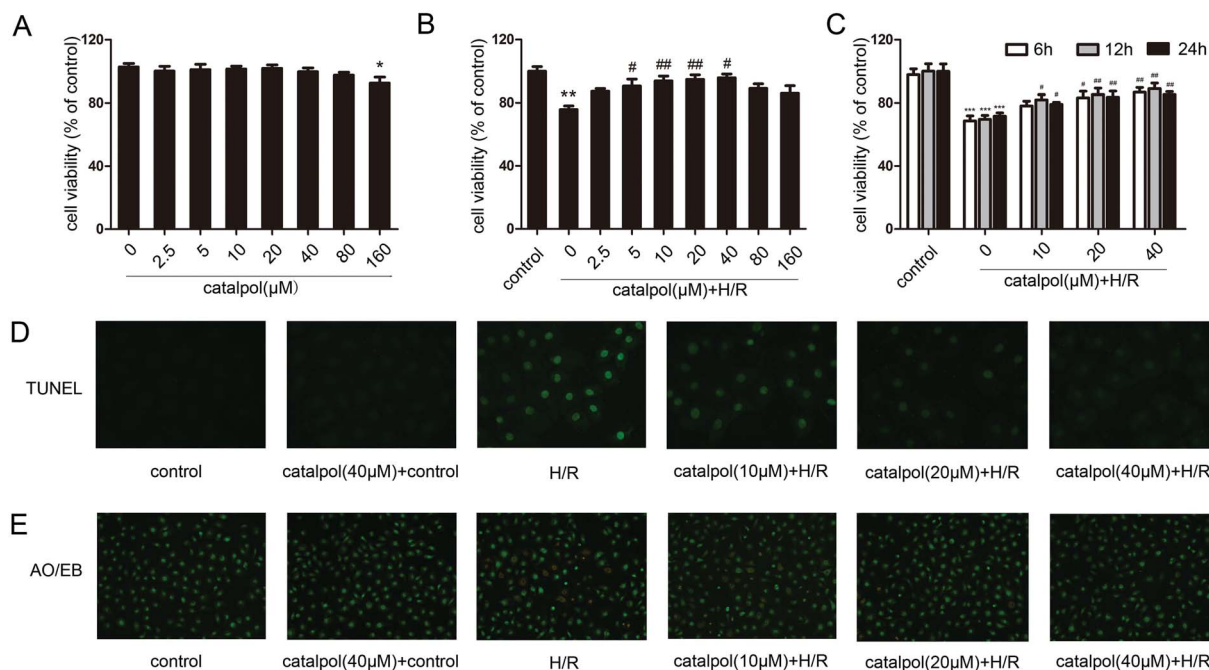 A
cell viability (% of control)
120
80
40
0
*
0 2.5 5 10 20 40 80 160
catalpol(μM)
B
cell viability (% of control)
120
80
40
0
** # ## ## #
control 0 2.5 5 10 20 40 80 160
catalpol(μM)+H/R
C
6h 12h 24h
cell viability (% of control)
120
80
40
0
*** *** *** # # # ## ## ## ## ##
control 0 10 20 40
catalpol(μM)+H/R
D
TUNEL
control catalpol(40μM)+control H/R catalpol(10μM)+H/R catalpol(20μM)+H/R catalpol(40μM)+H/R
E
AO/EB
control catalpol(40μM)+control H/R catalpol(10μM)+H/R catalpol(20μM)+H/R catalpol(40μM)+H/R